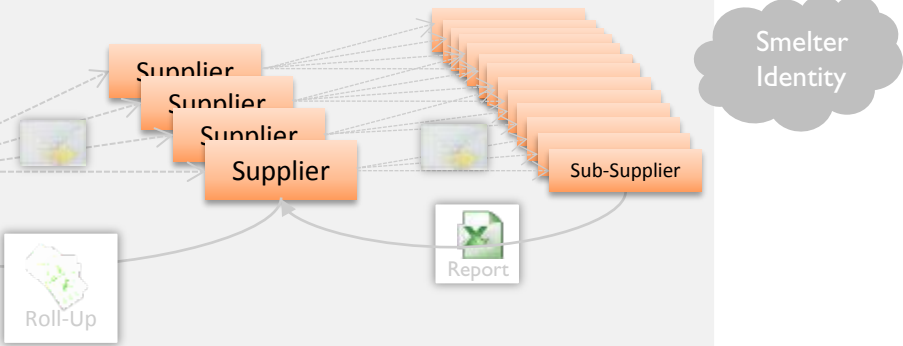 Smelter
Identity
Supplier
Supplier
Supplier
Supplier
Sub-Supplier
Report
Roll-Up